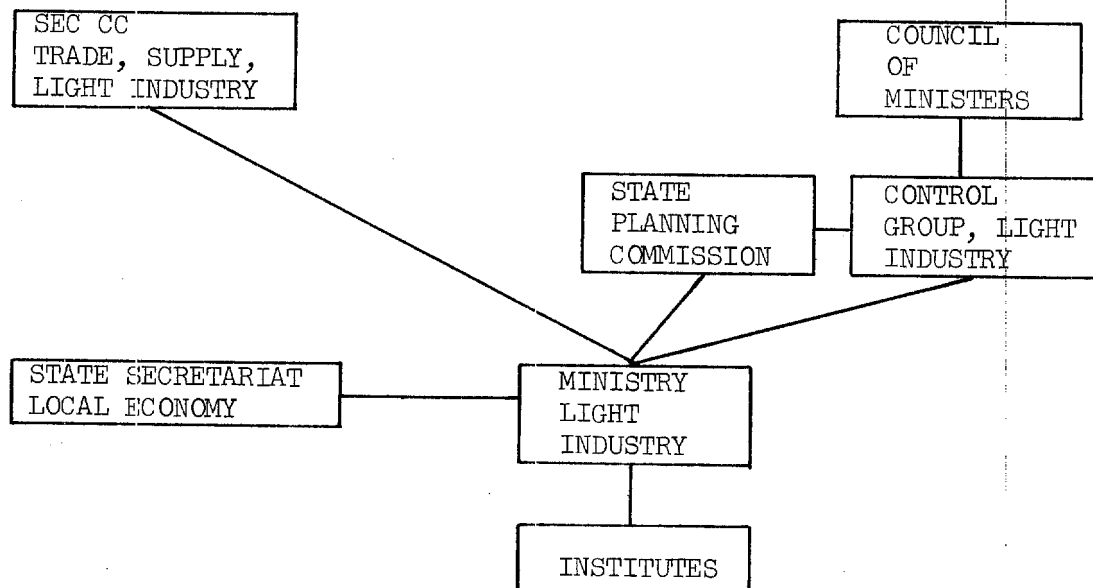 SEC CC
TRADE, SUPPLY,
LIGHT INDUSTRY
COUNCIL
OF
MINISTERS
STATE
PLANNING
COMMISSION
CONTROL
GROUP, LIGHT
INDUSTRY
STATE SECRETARIAT
LOCAL ECONOMY
MINISTRY
LIGHT
INDUSTRY
INSTITUTES